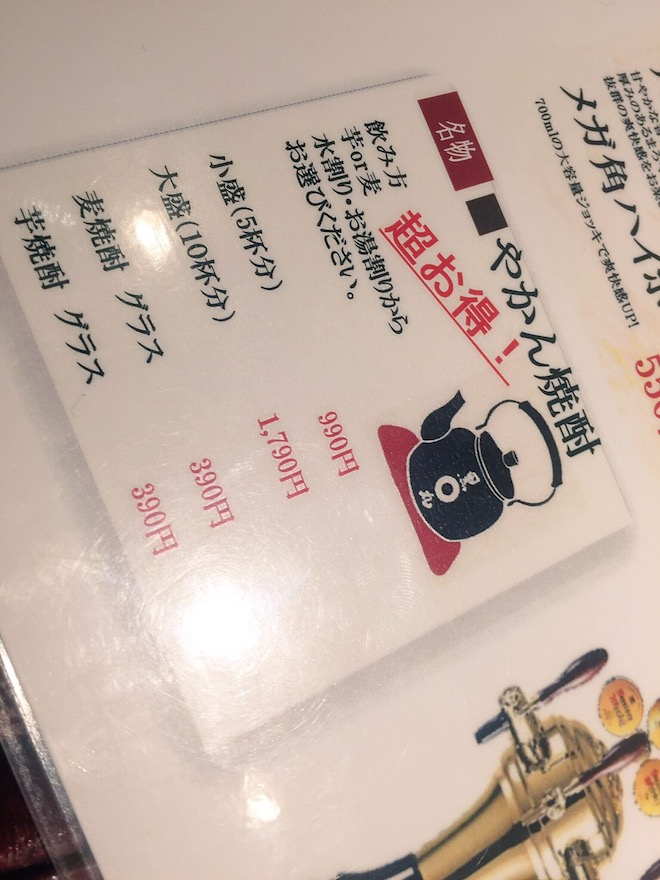 名物
やかん焼酎
超お得！
飲み方
芋or麦
水割り・お湯割りから
お選びください。
小盛(5杯分) 990円
大盛(10杯分) 1,790円
麦焼酎 グラス 390円
芋焼酎 グラス 390円
黒丸
メガ角ハイボ
700mlの大容量ジョッキで爽快感UP!